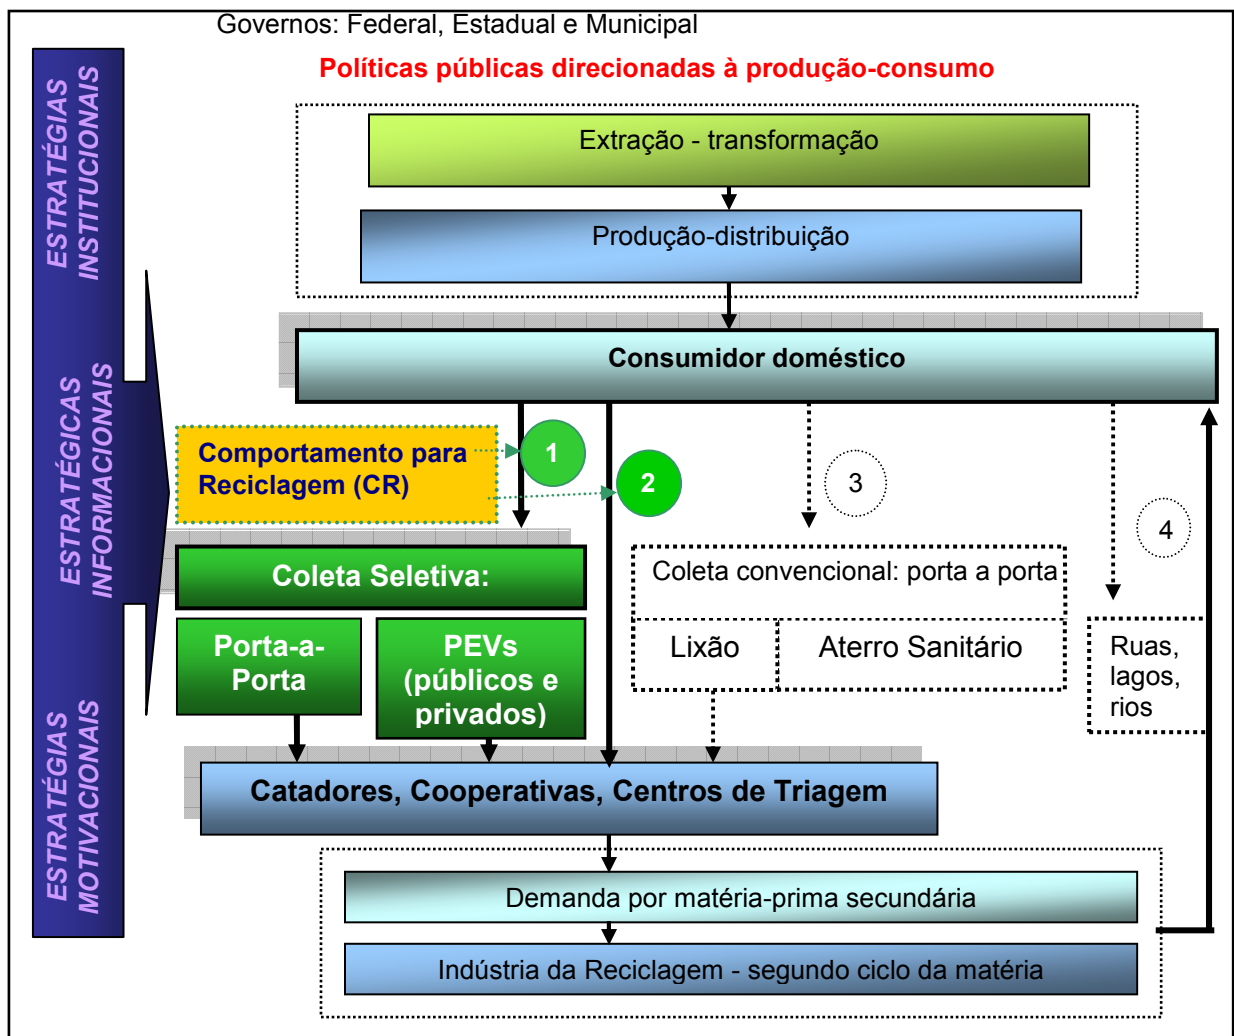 Governos: Federal, Estadual e Municipal
Políticas públicas direcionadas à produção-consumo
ESTRATÉGIAS
INSTITUCIONAIS
ESTRATÉGICAS
INFORMACIONAIS
ESTRATÉGIAS
MOTIVACIONAIS
Extração - transformação
Produção-distribuição
Consumidor doméstico
Comportamento para
Reciclagem (CR)
1
2
3
4
Coleta Seletiva:
Porta-a-
Porta
PEVs
(públicos e
privados)
Coleta convencional: porta a porta
Lixão
Aterro Sanitário
Ruas,
lagos,
rios
Catadores, Cooperativas, Centros de Triagem
Demanda por matéria-prima secundária
Indústria da Reciclagem - segundo ciclo da matéria